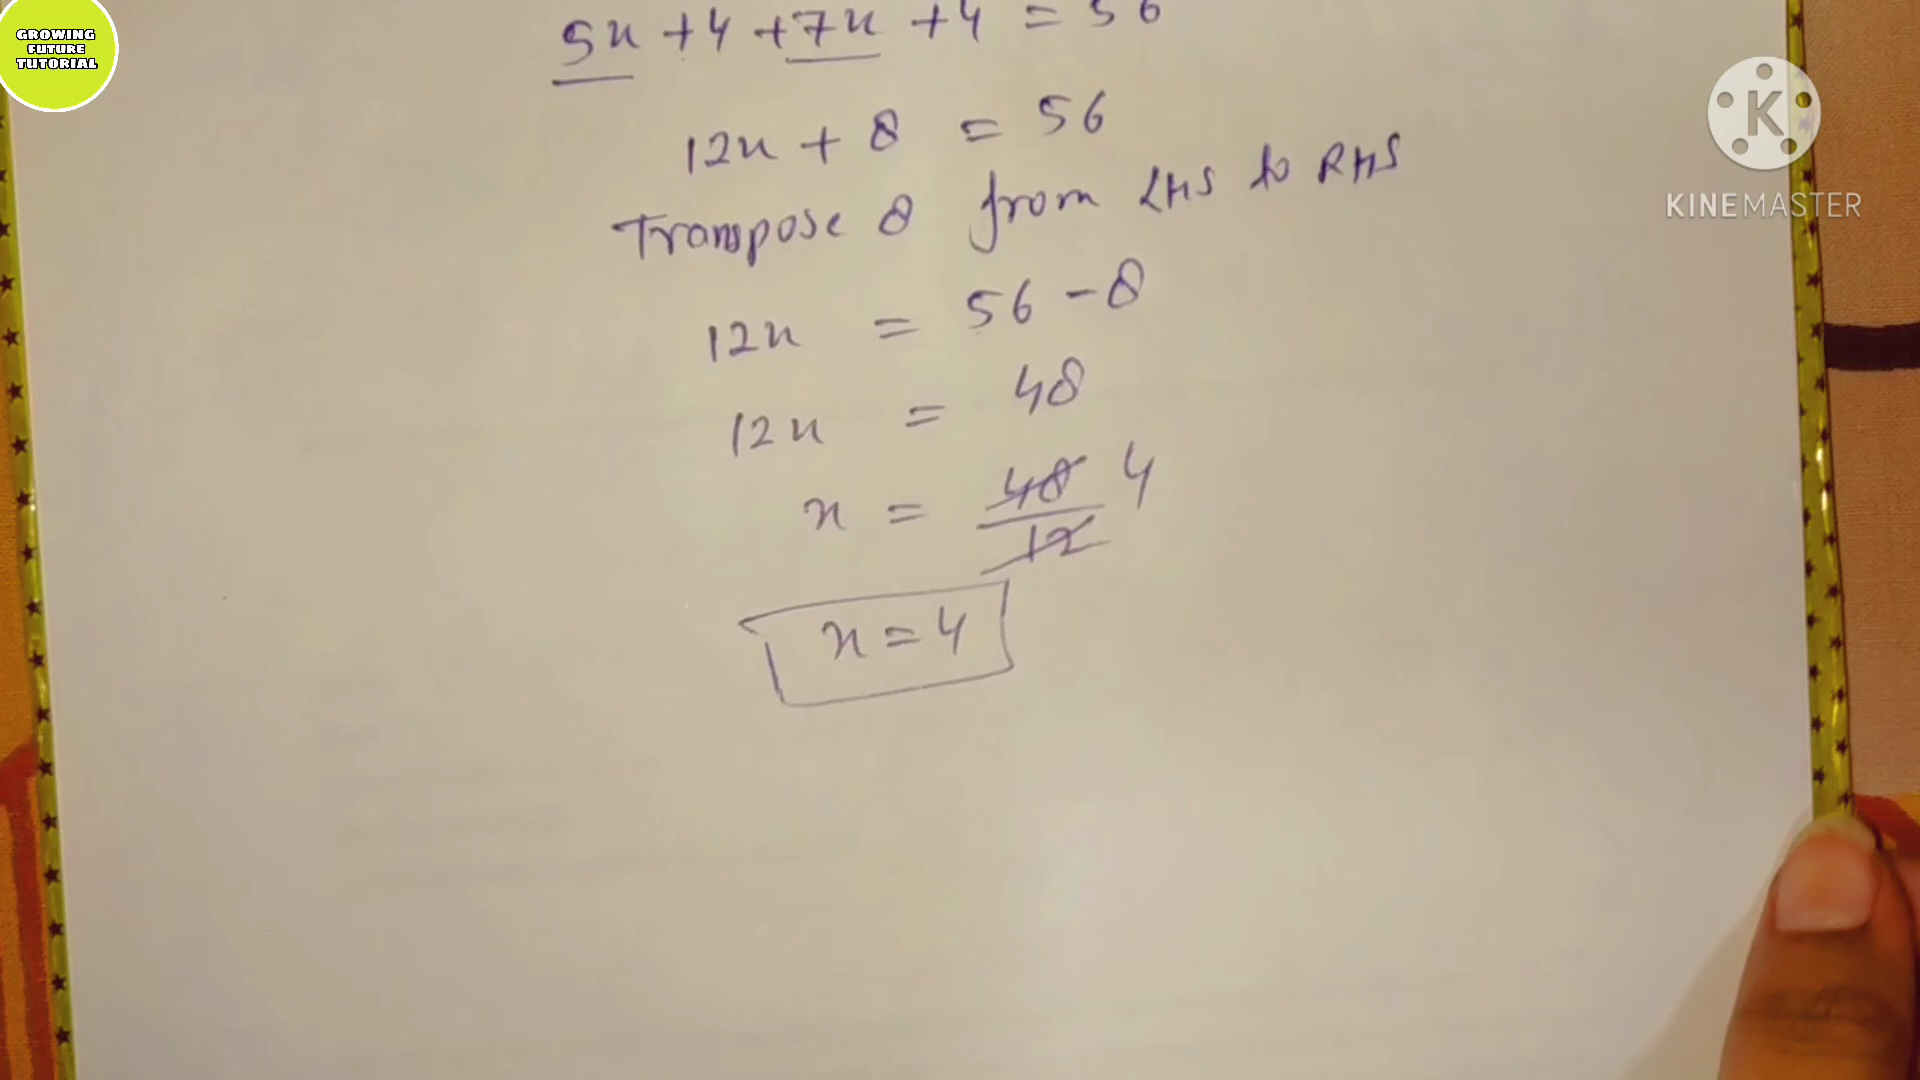 GROWING
FUTURE
TUTORIAL
5x + 4 + 7x + 4 = 56
K
KINEMASTER
12x + 8 = 56
Transpose 8 from LHS to RHS
12x = 56 - 8
12x = 48
x = 48/12 4
x = 4